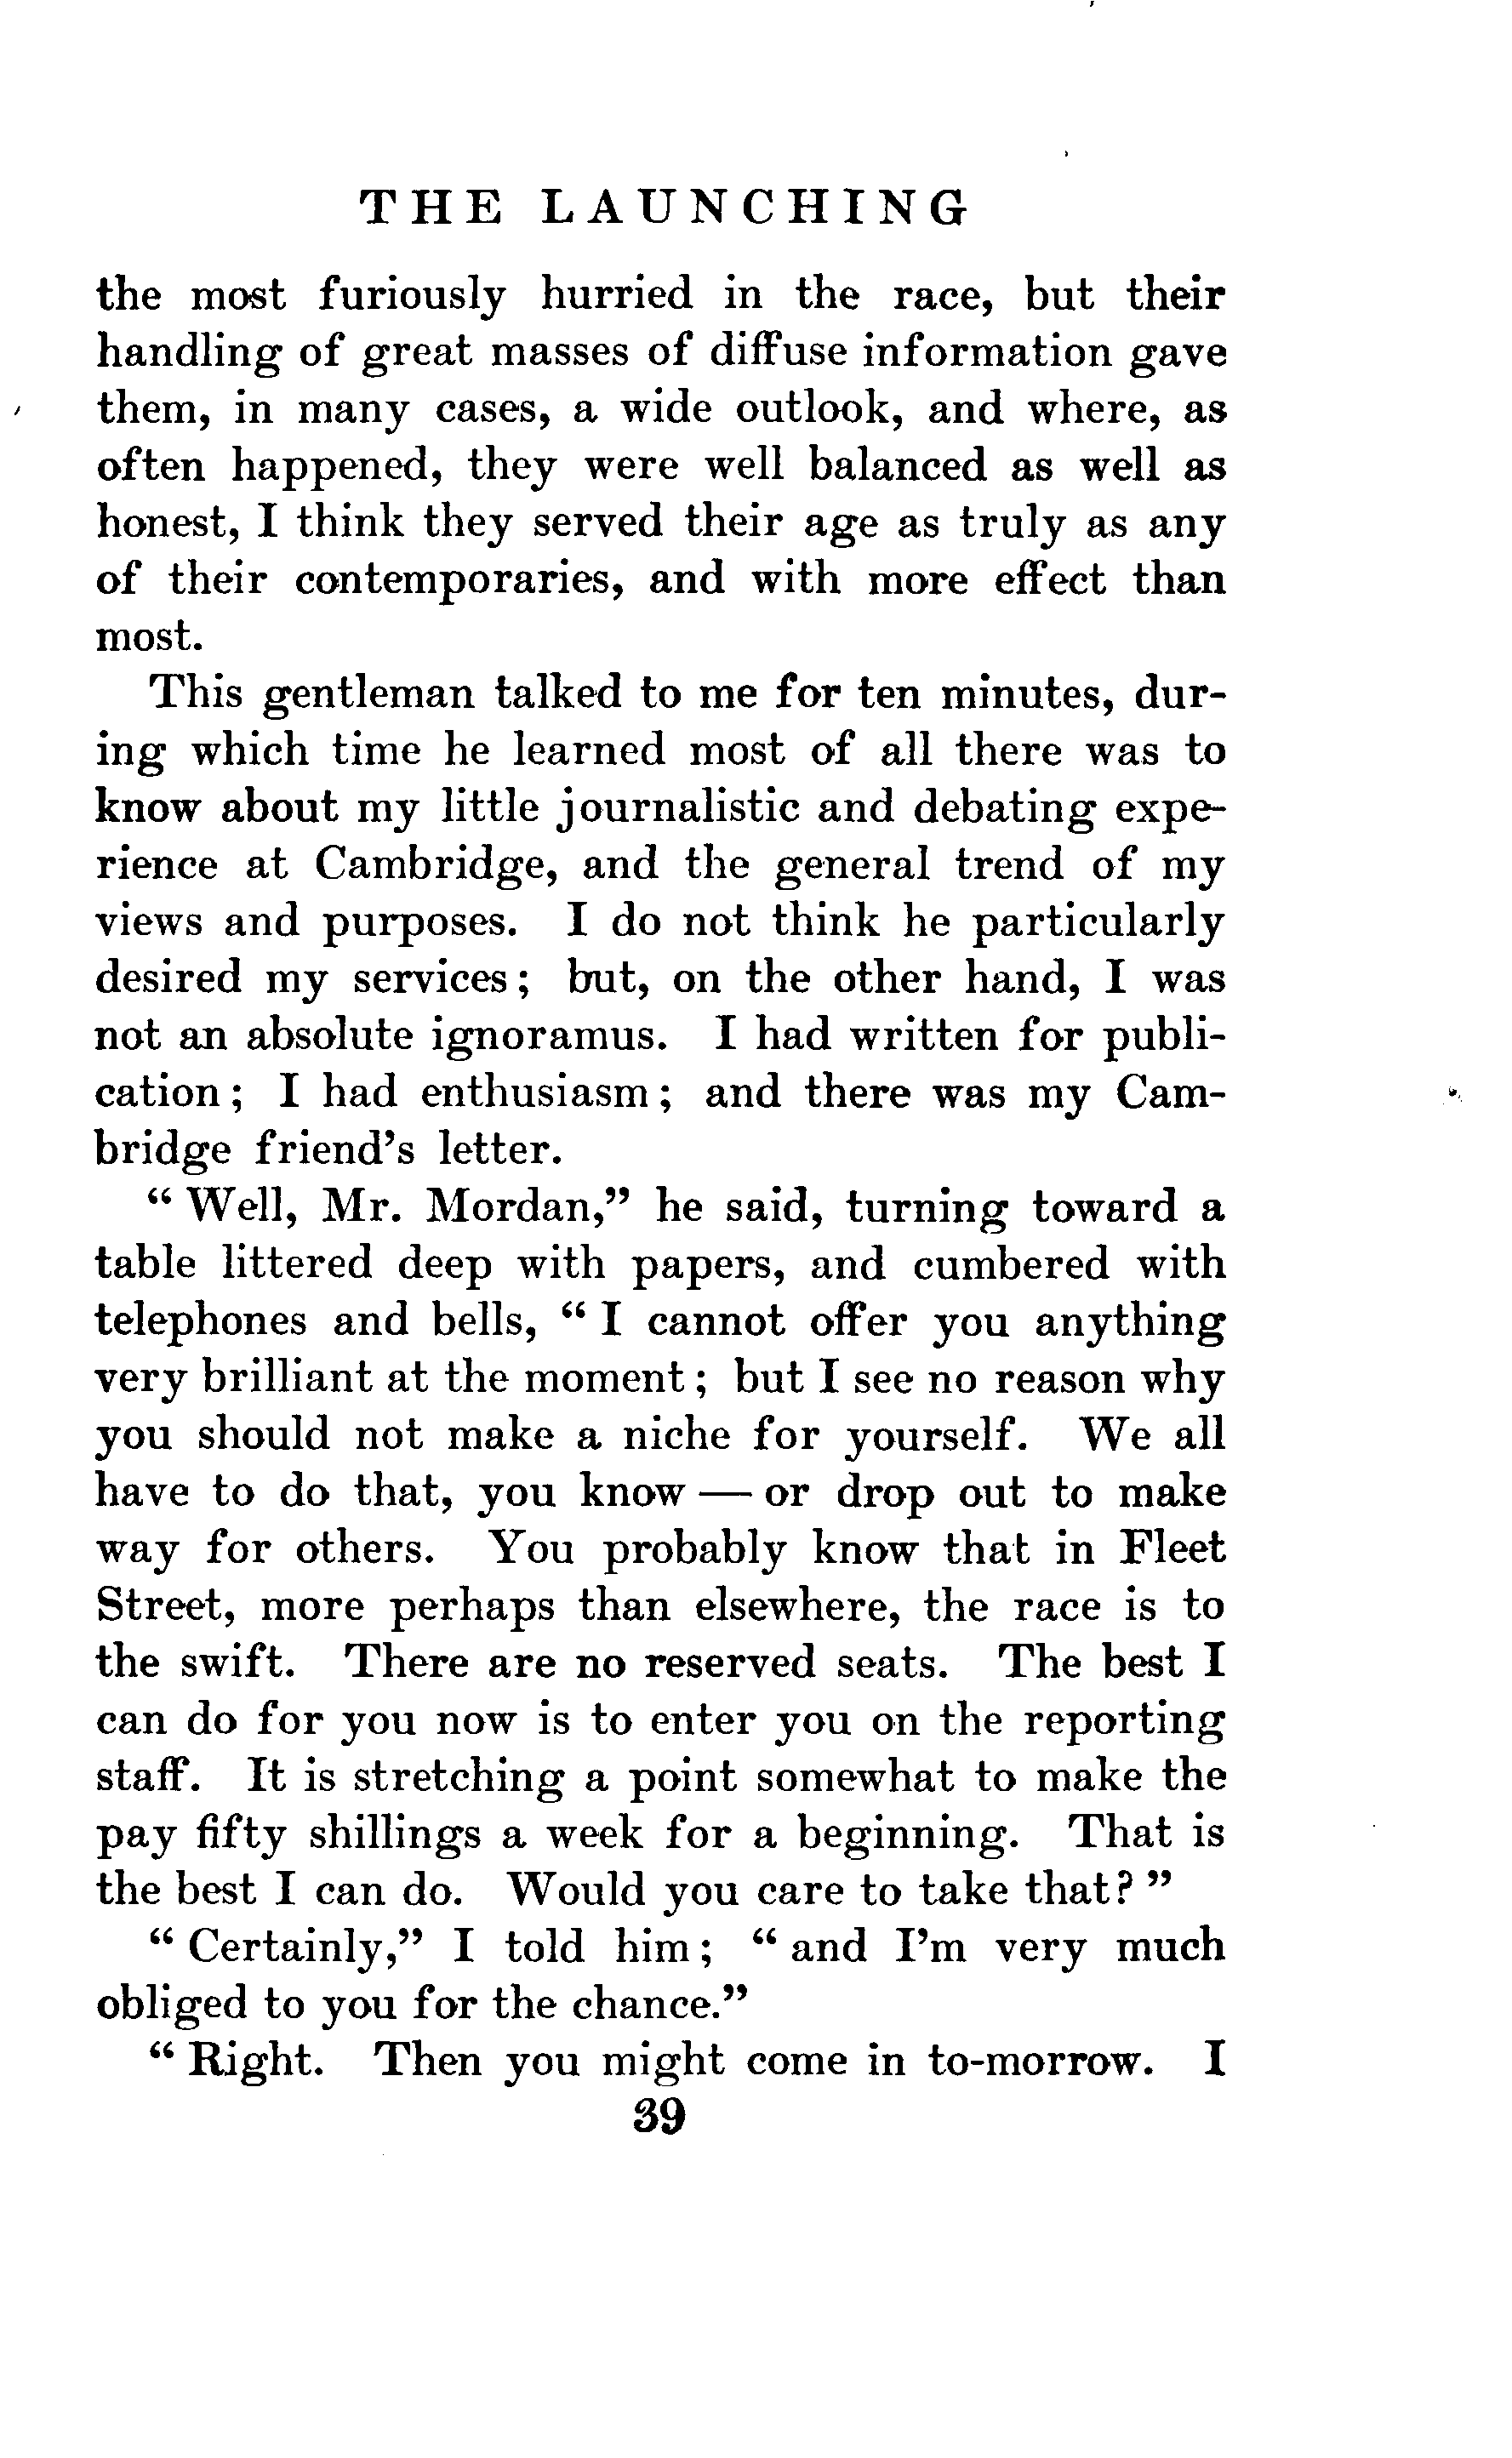 THE LAUNCHING
the most furiously hurried in the race, but their
handling of great masses of diffuse information gave
them, in many cases, a wide outlook, and where, as
often happened, they were well balanced as well as
honest, I think they served their age as truly as any
of their contemporaries, and with more effect than
most.
This gentleman talked to me for ten minutes, dur-
ing which time he learned most of all there was to
know about my little journalistic and debating expe-
rience at Cambridge, and the general trend of my
views and purposes. I do not think he particularly
desired my services; but, on the other hand, I was
not an absolute ignoramus. I had written for publi-
cation; I had enthusiasm; and there was my Cam-
bridge friend's letter.
“Well, Mr. Mordan,” he said, turning toward a
table littered deep with papers, and cumbered with
telephones and bells, “I cannot offer you anything
very brilliant at the moment; but I see no reason why
you should not make a niche for yourself. We all
have to do that, you know — or drop out to make
way for others. You probably know that in Fleet
Street, more perhaps than elsewhere, the race is to
the swift. There are no reserved seats. The best I
can do for you now is to enter you on the reporting
staff. It is stretching a point somewhat to make the
pay fifty shillings a week for a beginning. That is
the best I can do. Would you care to take that?”
“Certainly,” I told him; “and I'm very much
obliged to you for the chance.”
“Right. Then you might come in to-morrow. I
39